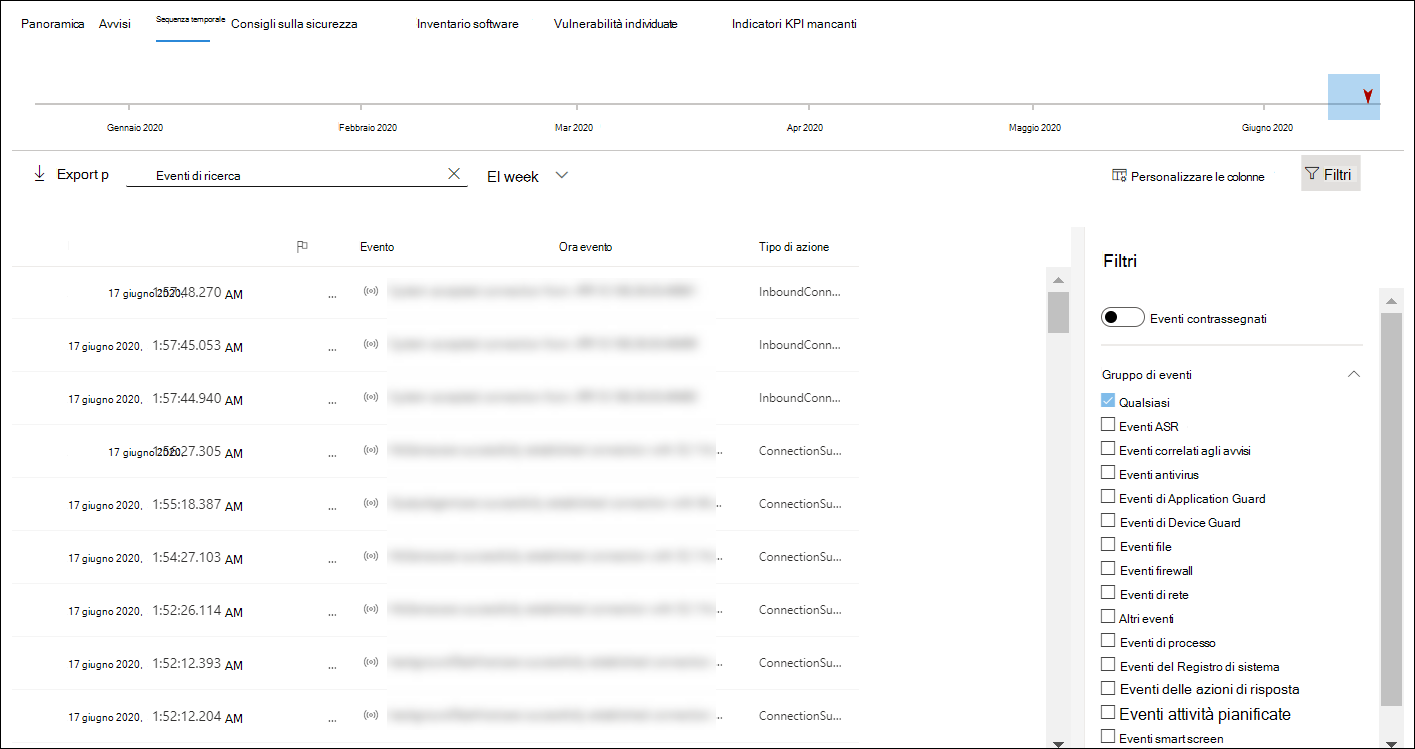 Panoramica Avvisi Sequenza temporale Consigli sulla sicurezza Inventario software Vulnerabilità individuate Indicatori KPI mancanti
Gennaio 2020 Febbraio 2020 Mar 2020 Apr 2020 Maggio 2020 Giugno 2020
Export p Eventi di ricerca El week Personalizzare le colonne Filtri
Evento Ora evento Tipo di azione
17 giugno 2020, 1:57:48.270 AM ... InboundConn...
17 giugno 2020, 1:57:45.053 AM ... InboundConn...
17 giugno 2020, 1:57:44.940 AM ... InboundConn...
17 giugno 2020, 1:56:27.305 AM ... ConnectionSu...
17 giugno 2020, 1:55:18.387 AM ... ConnectionSu...
17 giugno 2020, 1:54:27.103 AM ... ConnectionSu...
17 giugno 2020, 1:52:26.114 AM ... ConnectionSu...
17 giugno 2020, 1:52:12.393 AM ... ConnectionSu...
17 giugno 2020, 1:52:12.204 AM ... ConnectionSu...
Filtri
Eventi contrassegnati
Gruppo di eventi
Qualsiasi
Eventi ASR
Eventi correlati agli avvisi
Eventi antivirus
Eventi di Application Guard
Eventi di Device Guard
Eventi file
Eventi firewall
Eventi di rete
Altri eventi
Eventi di processo
Eventi del Registro di sistema
Eventi delle azioni di risposta
Eventi attività pianificate
Eventi smart screen